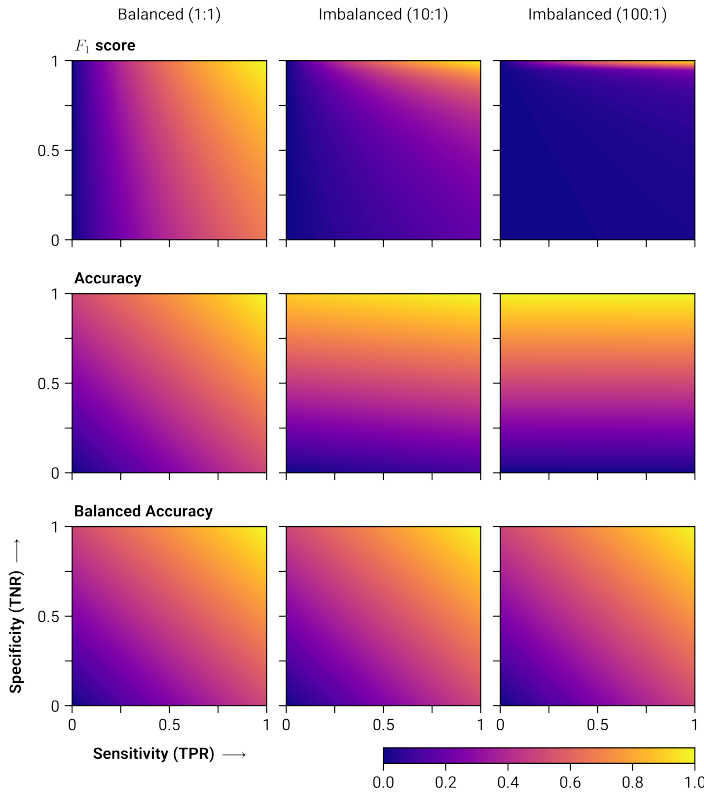 Balanced (1:1) Imbalanced (10:1) Imbalanced (100:1)
F1 score
1
0.5
0
Accuracy
1
0.5
0
Balanced Accuracy
1
0.5
0
Specificity (TNR) →
0 0.5 1 0 0.5 1 0 0.5 1
Sensitivity (TPR) →
0.0 0.2 0.4 0.6 0.8 1.0